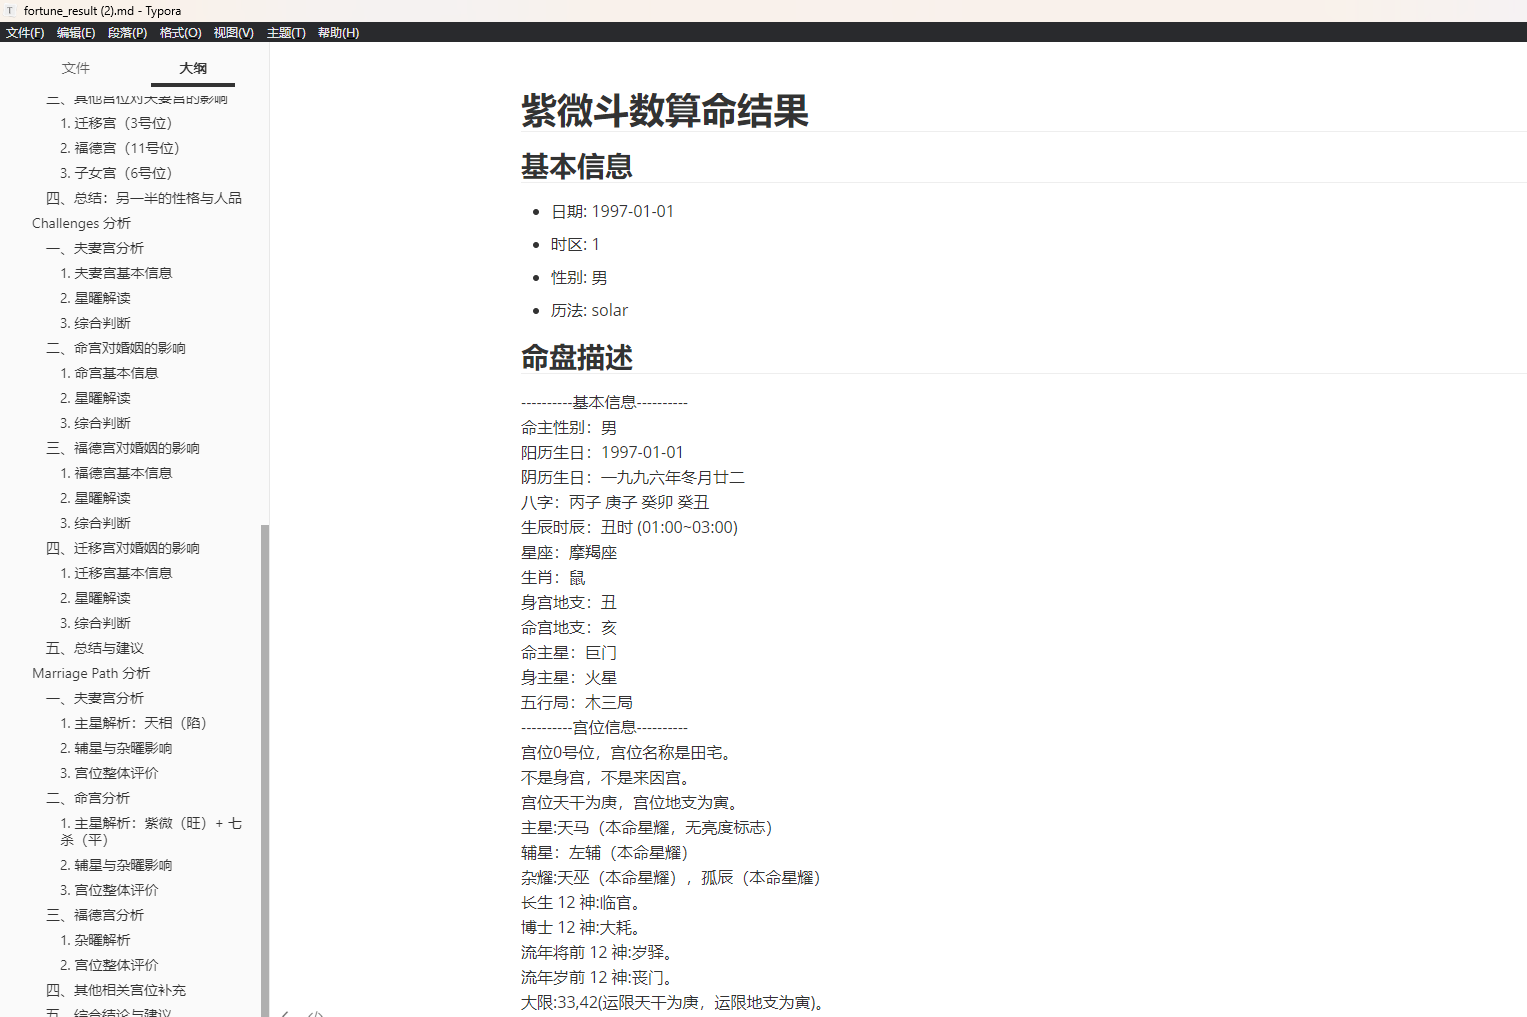 fortune_result (2).md - Typora
文件(F) 编辑(E) 段落(P) 格式(O) 视图(V) 主题(T) 帮助(H)
文件 大纲
三、其他宫位对夫妻宫的影响
1. 迁移宫（3号位）
2. 福德宫（11号位）
3. 子女宫（6号位）
四、总结：另一半的性格与人品
Challenges 分析
一、夫妻宫分析
1. 夫妻宫基本信息
2. 星曜解读
3. 综合判断
二、命宫对婚姻的影响
1. 命宫基本信息
2. 星曜解读
3. 综合判断
三、福德宫对婚姻的影响
1. 福德宫基本信息
2. 星曜解读
3. 综合判断
四、迁移宫对婚姻的影响
1. 迁移宫基本信息
2. 星曜解读
3. 综合判断
五、总结与建议
Marriage Path 分析
一、夫妻宫分析
1. 主星解析：天相（陷）
2. 辅星与杂曜影响
3. 宫位整体评价
二、命宫分析
1. 主星解析：紫微（旺）+ 七
杀（平）
2. 辅星与杂曜影响
3. 宫位整体评价
三、福德宫分析
1. 杂曜解析
2. 宫位整体评价
四、其他相关宫位补充
五、综合结论与建议
紫微斗数算命结果
基本信息
日期: 1997-01-01
时区: 1
性别: 男
历法: solar
命盘描述
----------基本信息----------
命主性别：男
阳历生日：1997-01-01
阴历生日：一九九六年冬月廿二
八字：丙子 庚子 癸卯 癸丑
生辰时辰：丑时 (01:00~03:00)
星座：摩羯座
生肖：鼠
身宫地支：丑
命宫地支：亥
命主星：巨门
身主星：火星
五行局：木三局
----------宫位信息----------
宫位0号位，宫位名称是田宅。
不是身宫，不是来因宫。
宫位天干为庚，宫位地支为寅。
主星:天马（本命星耀，无亮度标志）
辅星：左辅（本命星耀）
杂耀:天巫（本命星耀），孤辰（本命星耀）
长生 12 神:临官。
博士 12 神:大耗。
流年将前 12 神:岁驿。
流年岁前 12 神:丧门。
大限:33,42(运限天干为庚，运限地支为寅)。